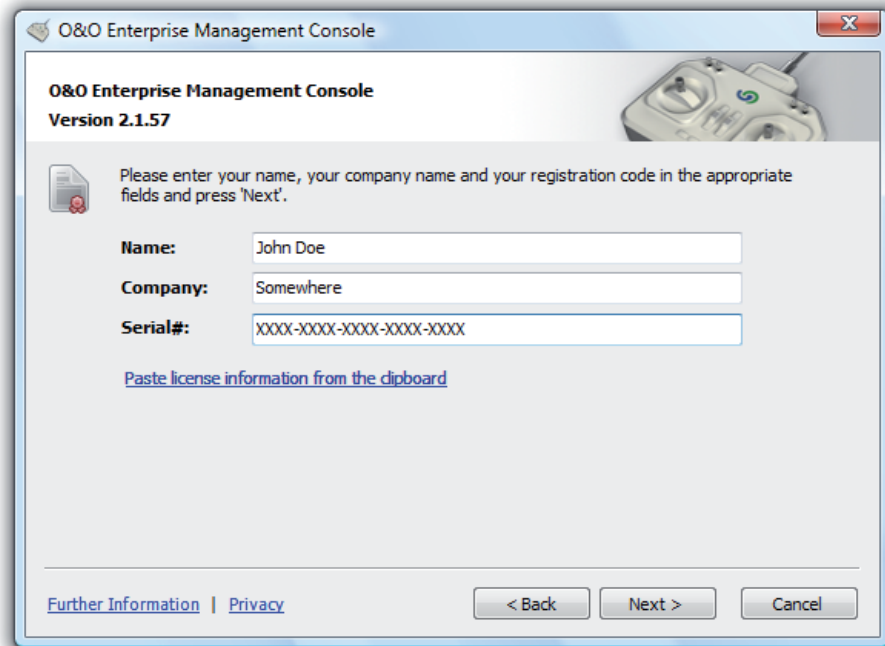 O&O Enterprise Management Console
O&O Enterprise Management Console
Version 2.1.57
Please enter your name, your company name and your registration code in the appropriate
fields and press 'Next'.
Name: John Doe
Company: Somewhere
Serial#: XXXX-XXXX-XXXX-XXXX-XXXX
Paste license information from the clipboard
Further Information | Privacy < Back Next > Cancel